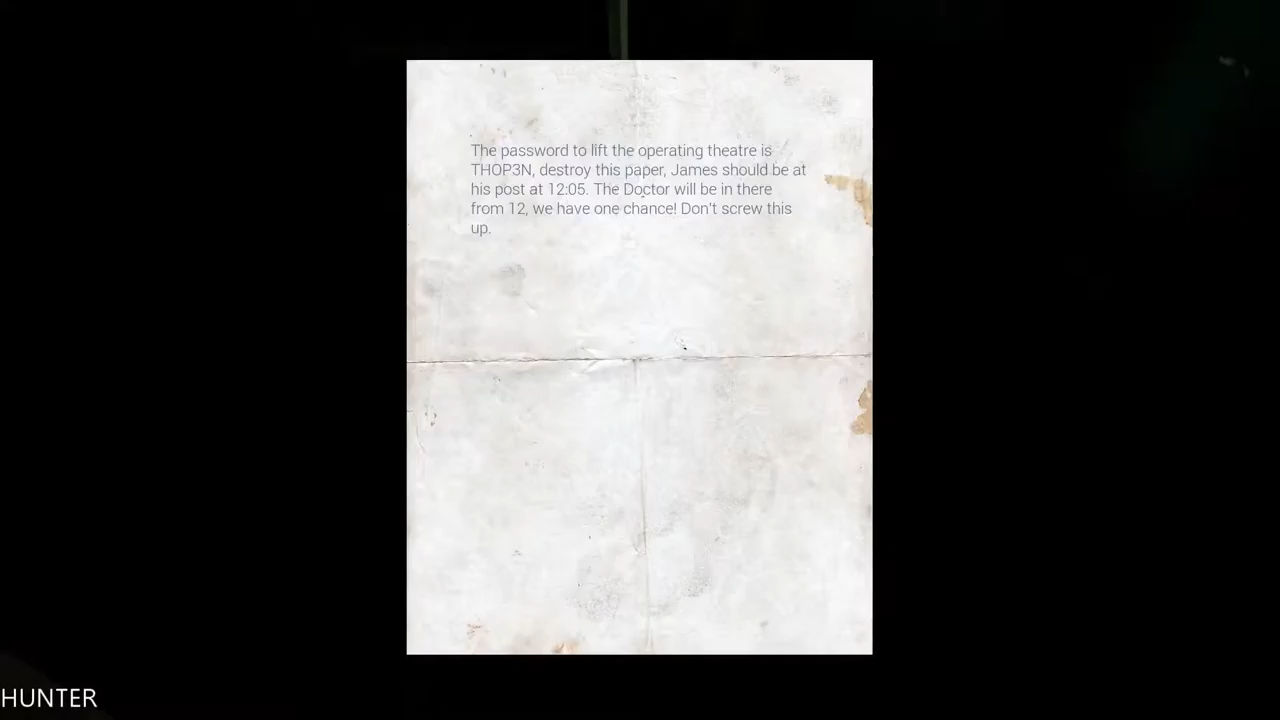 The password to lift the operating theatre is
THOP3N, destroy this paper, James should be at
his post at 12:05. The Doctor will be in there
from 12, we have one chance! Don't screw this
up.
HUNTER